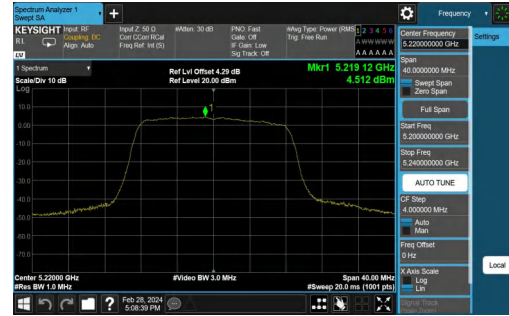 Spectrum Analyzer 1
Swept SA
+
Frequency
KEYSIGHT
Input: RF
Coupling: DC
Align: Auto
Input Z: 50 Ω
Corr CCorr RCal
Freq Ref: Int (S)
#Atten: 30 dB
PNO: Fast
Gate: Off
IF Gain: Low
Sig Track: Off
#Avg Type: Power (RMS)
Trig: Free Run
1 2 3 4 5 6
A W W W W W
A A A A A A
1 Spectrum
Scale/Div 10 dB
Ref Lvl Offset 4.29 dB
Ref Level 20.00 dBm
Mkr1 5.219 12 GHz
4.512 dBm
Log
10.0
0.00
-10.0
-20.0
-30.0
-40.0
-50.0
-60.0
-70.0
1
Center 5.22000 GHz
#Res BW 1.0 MHz
#Video BW 3.0 MHz
Span 40.00 MHz
#Sweep 20.0 ms (1001 pts)
Center Frequency
5.220000000 GHz
Settings
Span
40.0000000 MHz
Swept Span
Zero Span
Full Span
Start Freq
5.200000000 GHz
Stop Freq
5.240000000 GHz
AUTO TUNE
CF Step
4.000000 MHz
Auto
Man
Freq Offset
0 Hz
X Axis Scale
Log
Lin
Signal Track
Local
?
Feb 28, 2024
5:08:39 PM